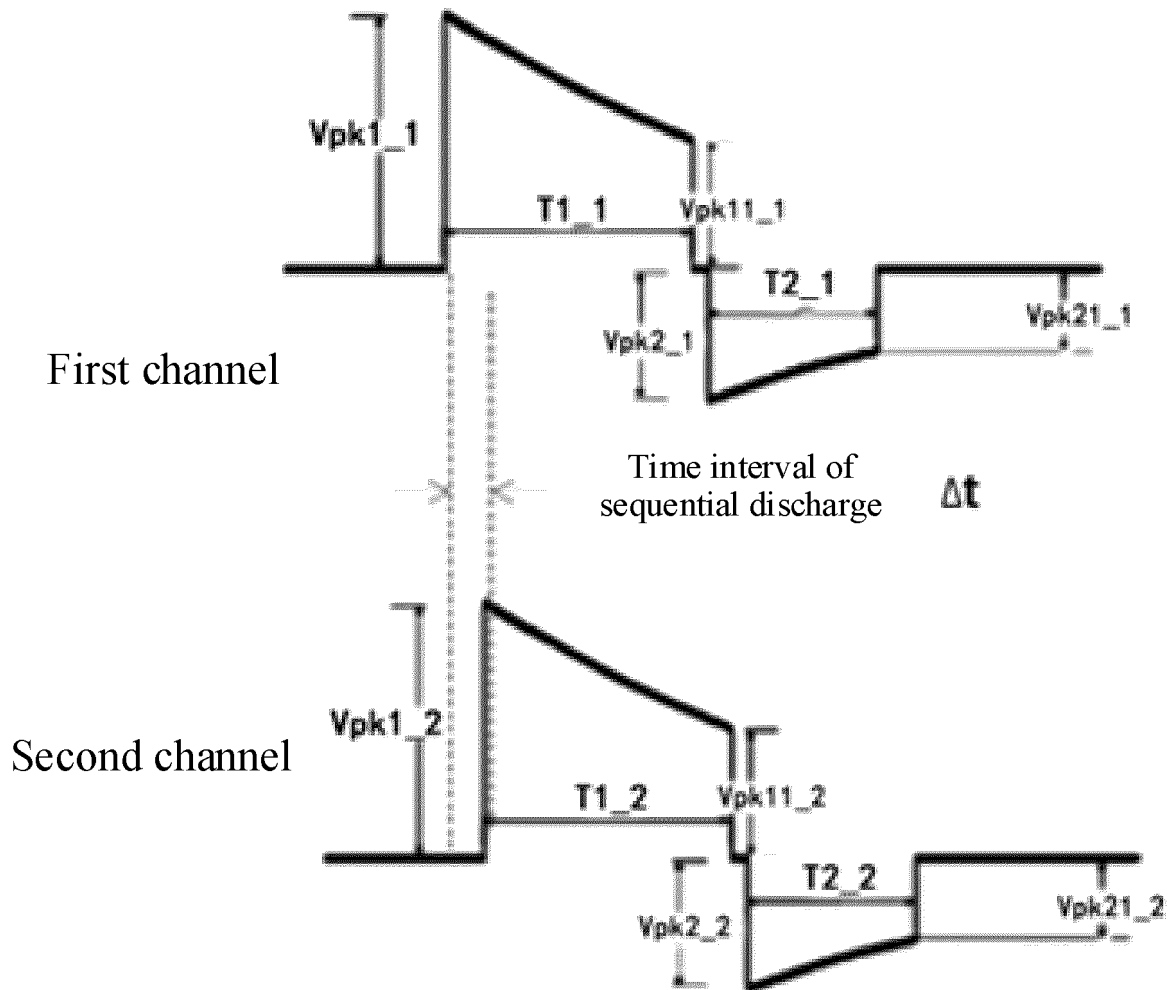 Vpk1_1
T1_1
Vpk11_1
T2_1
Vpk2_1
Vpk21_1
First channel
Time interval of
sequential discharge
Δt
Vpk1_2
Second channel
T1_2
Vpk11_2
T2_2
Vpk2_2
Vpk21_2